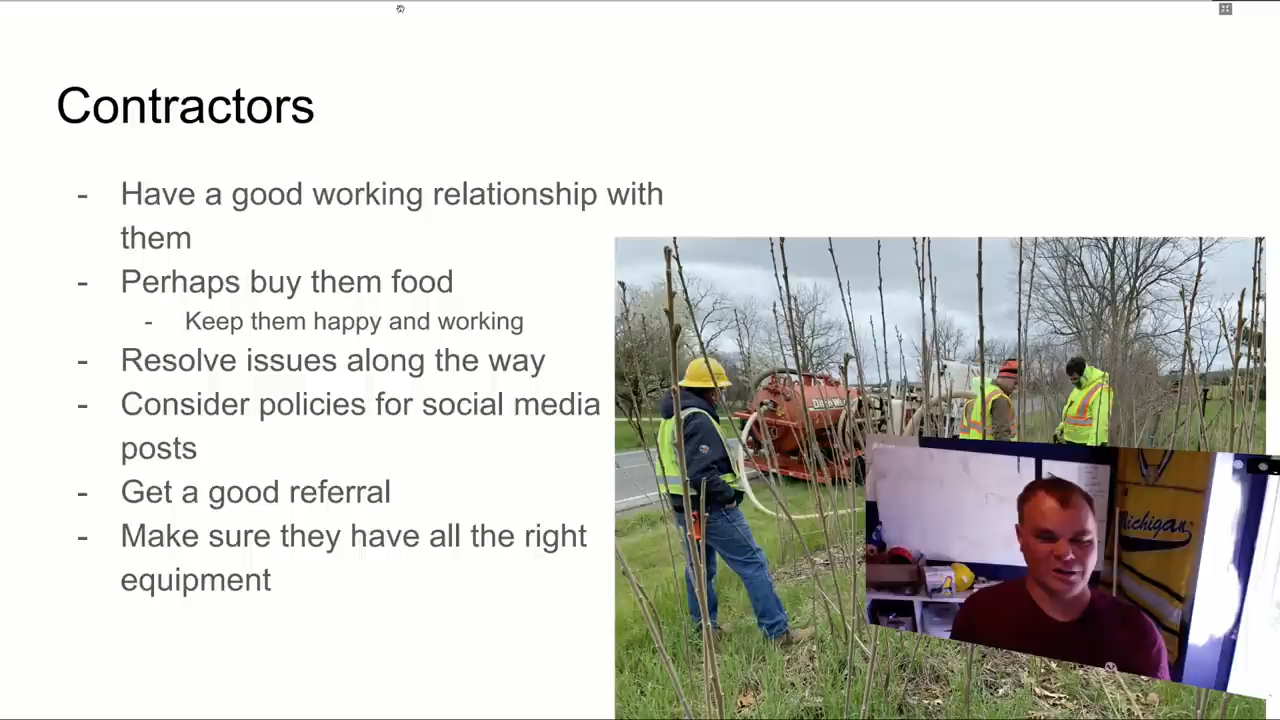 Contractors
- Have a good working relationship with
them
- Perhaps buy them food
- Keep them happy and working
- Resolve issues along the way
- Consider policies for social media
posts
- Get a good referral
- Make sure they have all the right
equipment
Michigan